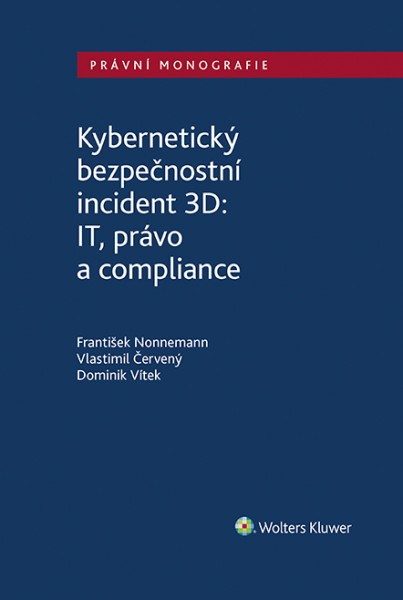 PRÁVNÍ MONOGRAFIE
Kybernetický
bezpečnostní
incident 3D:
IT, právo
a compliance
František Nonnemann
Vlastimil Červený
Dominik Vítek
Wolters Kluwer